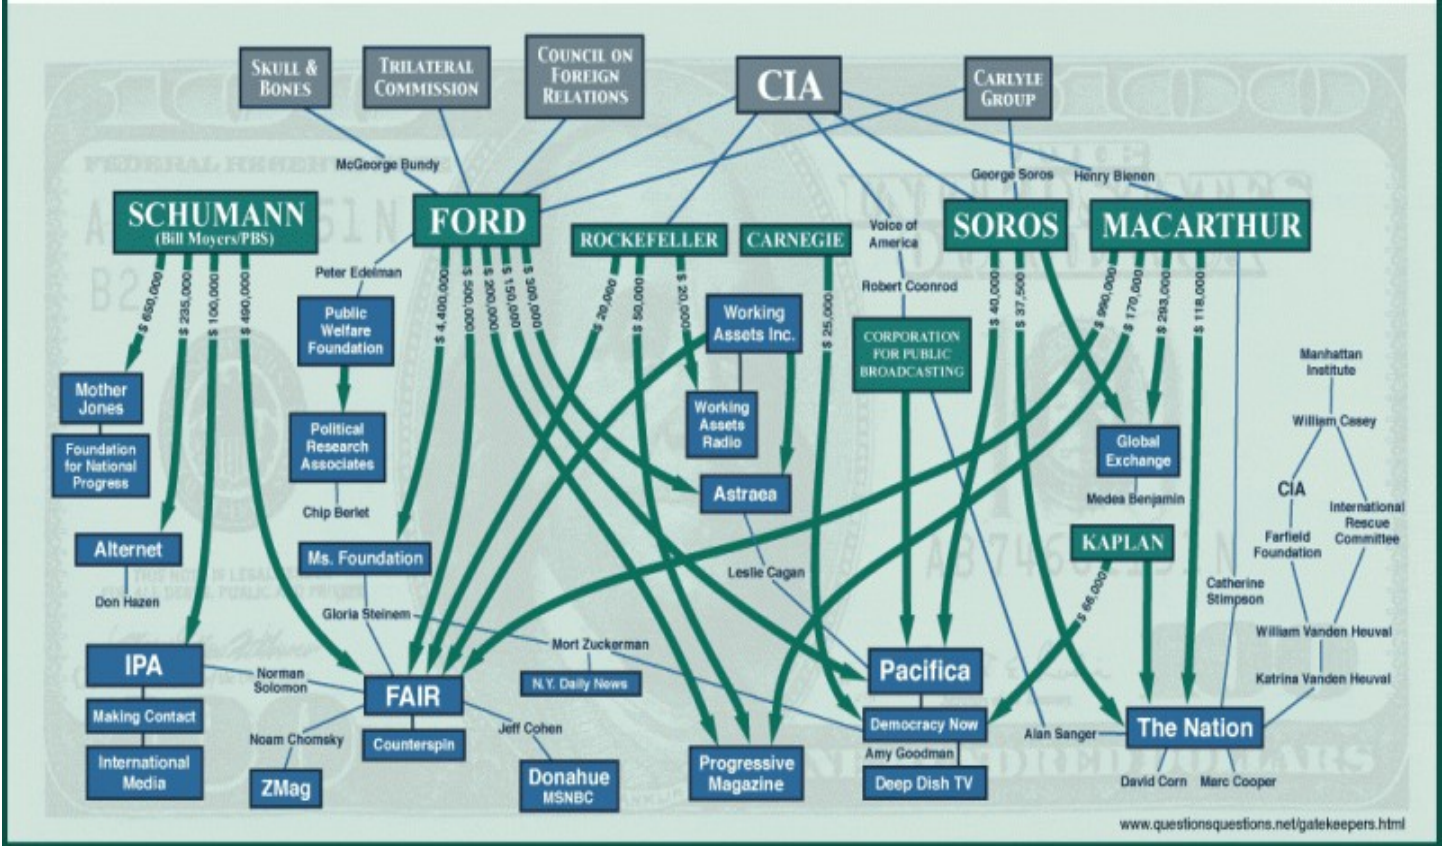 SKULL &
BONES
TRILATERAL
COMMISSION
COUNCIL ON
FOREIGN
RELATIONS
CIA
CARLYLE
GROUP
McGeorge Bundy
George Soros
Henry Bienen
SCHUMANN
(Bill Moyers/PBS)
FORD
ROCKEFELLER
CARNEGIE
SOROS
MACARTHUR
Voice of
America
Peter Edelman
Robert Coonrod
$ 650,000
$ 235,000
$ 100,000
$ 490,000
$ 4,400,000
$ 200,000
$ 150,000
$ 300,000
$ 20,000
$ 50,000
$ 20,000
$ 25,000
$ 40,000
$ 37,500
$ 990,000
$ 170,000
$ 293,000
$ 118,000
Public
Welfare
Foundation
Working
Assets Inc.
CORPORATION
FOR PUBLIC
BROADCASTING
Manhattan
Institute
Mother
Jones
Foundation
for National
Progress
Political
Research
Associates
Working
Assets
Radio
William Casey
Global
Exchange
Medea Benjamin
CIA
International
Rescue
Committee
Chip Berlet
Astraea
Farfield
Foundation
KAPLAN
$ 66,000
Alternet
Don Hazen
Ms. Foundation
Leslie Cagan
Catherine
Stimpson
Gloria Steinem
Mort Zuckerman
N.Y. Daily News
William Vanden Heuval
Katrina Vanden Heuval
IPA
Making Contact
International
Media
Norman
Solomon
FAIR
Counterspin
Noam Chomsky
ZMag
Jeff Cohen
Donahue
MSNBC
Progressive
Magazine
Pacifica
Democracy Now
Amy Goodman
Deep Dish TV
Alan Sanger
The Nation
David Corn
Marc Cooper
www.questionsquestions.net/gatekeepers.html